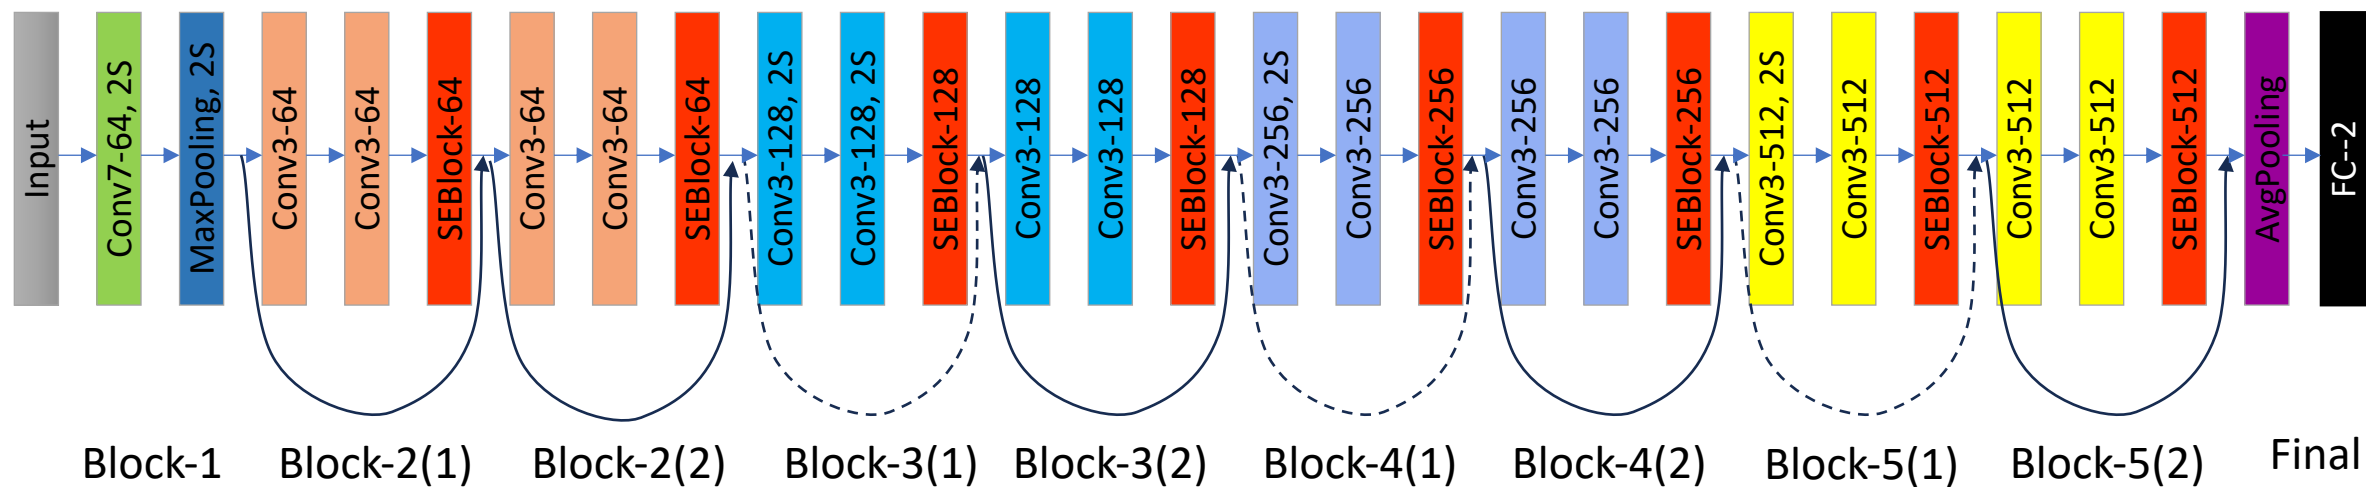 Input
Conv7-64, 2S
MaxPooling, 2S
Conv3-64
Conv3-64
SEBlock-64
Conv3-64
Conv3-64
SEBlock-64
Conv3-128, 2S
Conv3-128, 2S
SEBlock-128
Conv3-128
Conv3-128
SEBlock-128
Conv3-256, 2S
Conv3-256
SEBlock-256
Conv3-256
Conv3-256
SEBlock-256
Conv3-512, 2S
Conv3-512
SEBlock-512
Conv3-512
Conv3-512
SEBlock-512
AvgPooling
FC--2
Block-1
Block-2(1)
Block-2(2)
Block-3(1)
Block-3(2)
Block-4(1)
Block-4(2)
Block-5(1)
Block-5(2)
Final